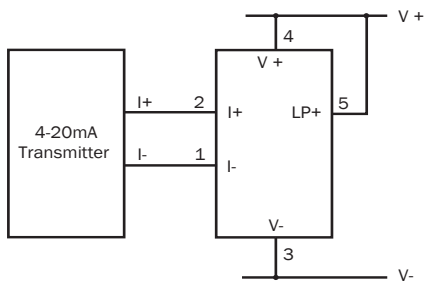 V +
4
V +
I+ 2
I+ LP+ 5
4-20mA
Transmitter
I- 1
I-
V-
3
V-